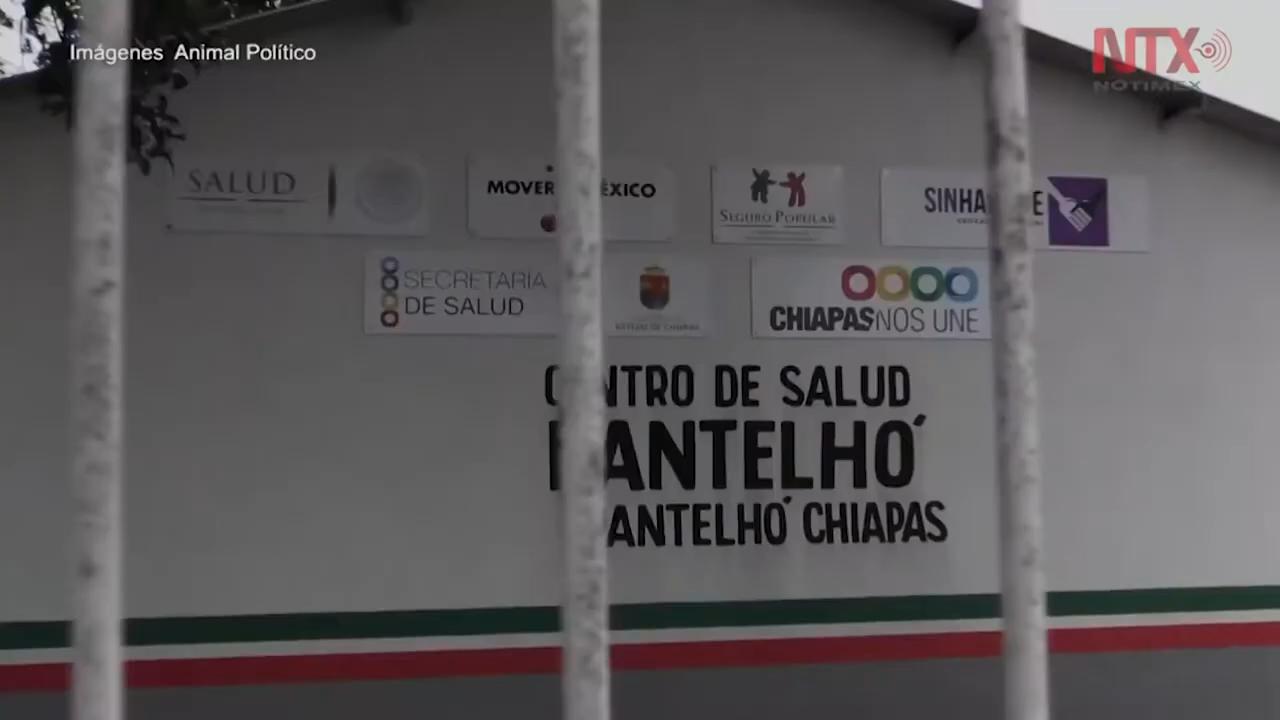 Imágenes Animal Político
NTX
NOTIMEX
SALUD
MOVER ÉXICO
SEGURO POPULAR
SINHA E
SECRETARIA
DE SALUD
CHIAPAS NOS UNE
C NTRO DE SALUD
ANTELHÓ
ANTELHÓ CHIAPAS